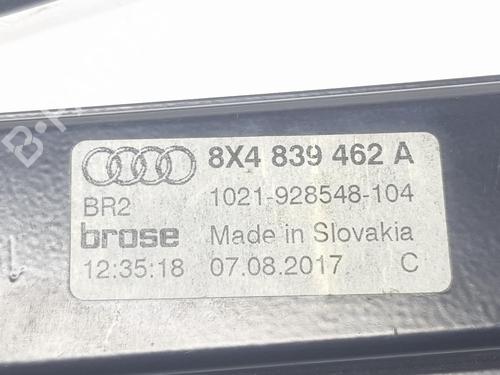 8X4 839 462 A
BR2 1021-928548-104
brose Made in Slovakia
12:35:18 07.08.2017 C